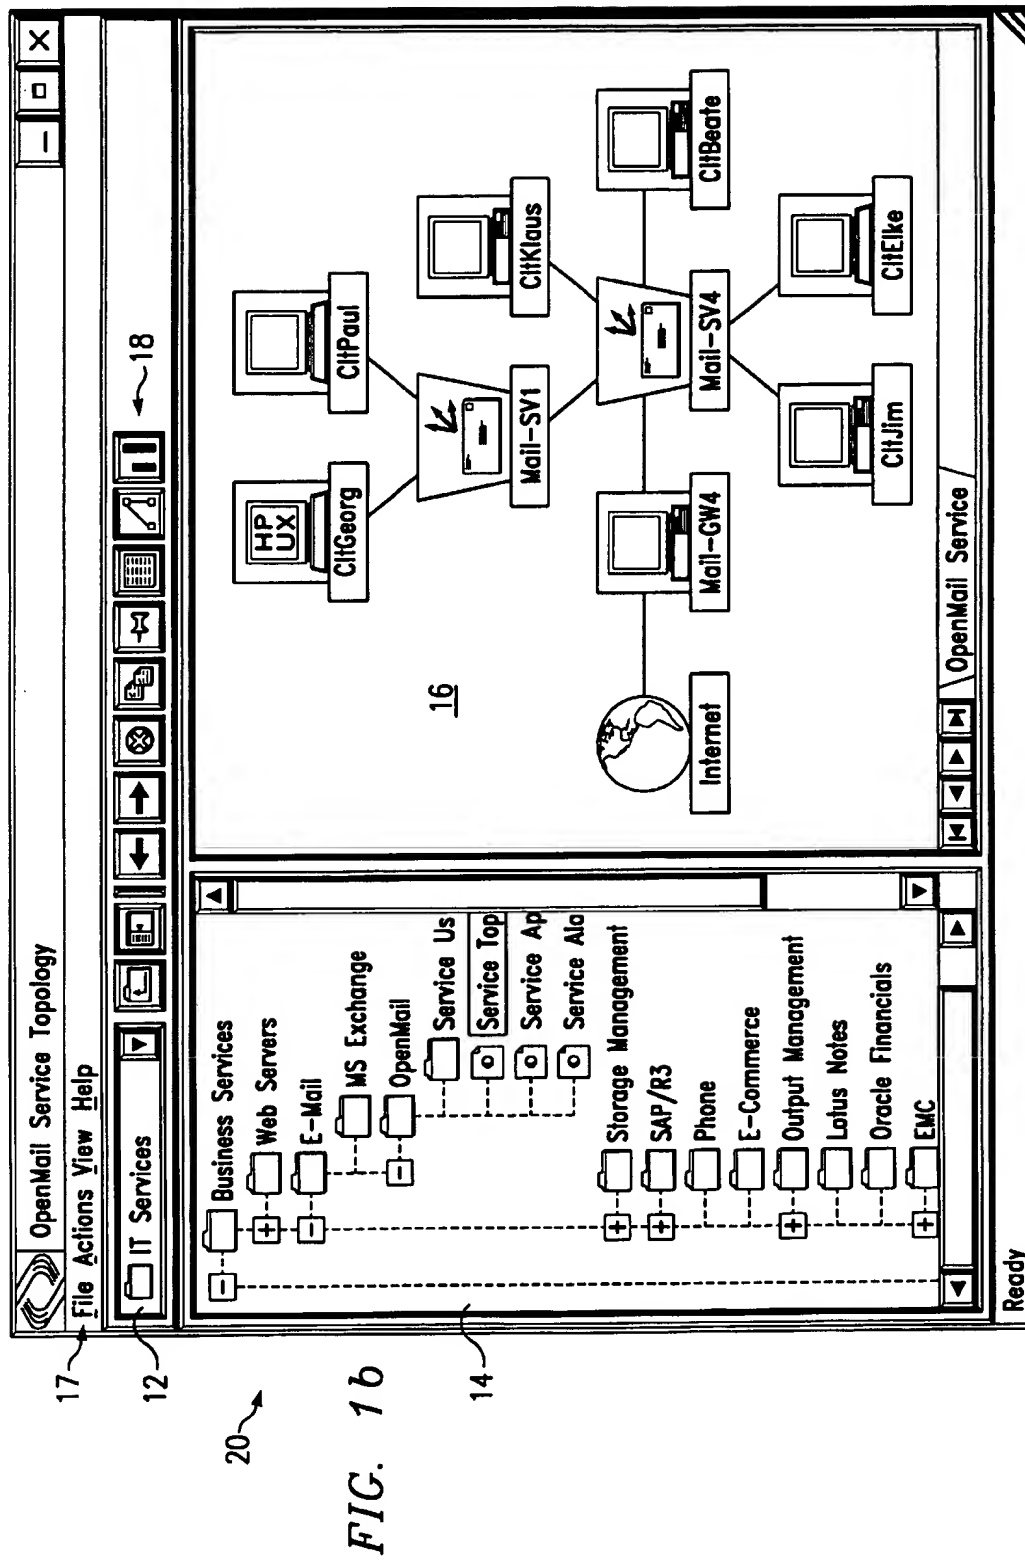 OpenMail Service Topology
File Actions View Help
17
IT Services
12
18
Business Services
Web Servers
E-Mail
MS Exchange
OpenMail
Service Us
Service Top
Service Ap
Service Ala
Storage Management
SAP/R3
Phone
E-Commerce
Output Management
Lotus Notes
Oracle Financials
EMC
14
HP
UX
CltGeorg
CltPaul
Mail-SV1
CltKlaus
16
Internet
Mail-GW4
Mail-SV4
CltBeate
CltJim
CltElke
OpenMail Service
Ready
20
FIG. 1b